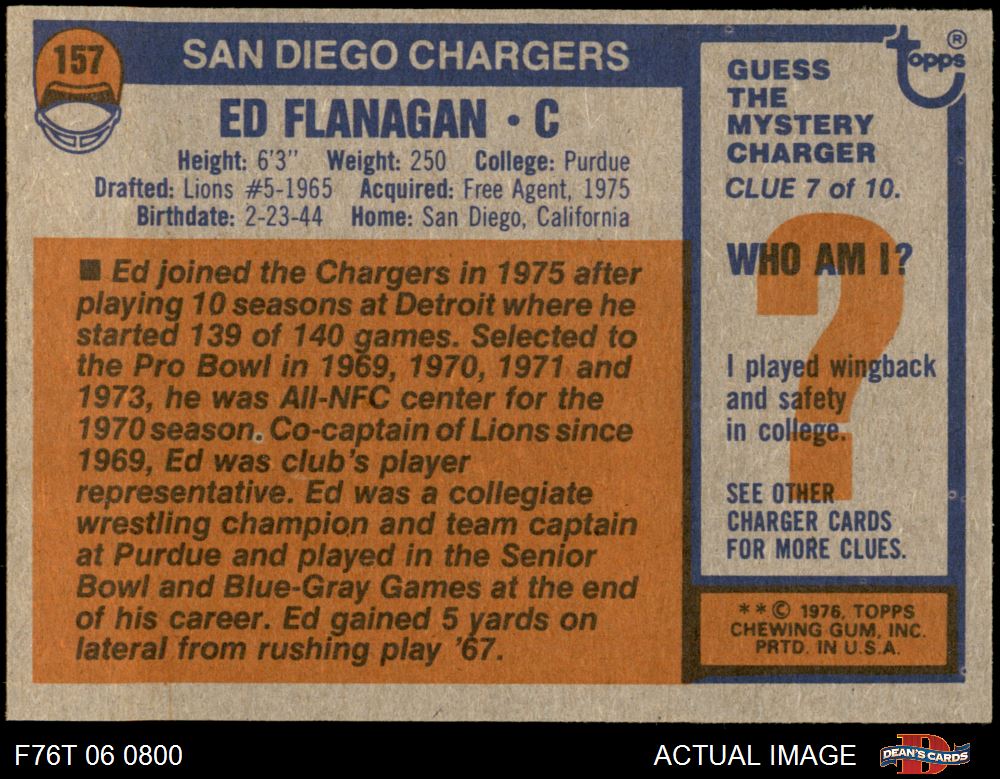 157
SAN DIEGO CHARGERS
ED FLANAGAN • C
Height: 6'3" Weight: 250 College: Purdue
Drafted: Lions #5-1965 Acquired: Free Agent, 1975
Birthdate: 2-23-44 Home: San Diego, California
■ Ed joined the Chargers in 1975 after
playing 10 seasons at Detroit where he
started 139 of 140 games. Selected to
the Pro Bowl in 1969, 1970, 1971 and
1973, he was All-NFC center for the
1970 season. Co-captain of Lions since
1969, Ed was club's player
representative. Ed was a collegiate
wrestling champion and team captain
at Purdue and played in the Senior
Bowl and Blue-Gray Games at the end
of his career. Ed gained 5 yards on
lateral from rushing play '67.
topps ®
GUESS
THE
MYSTERY
CHARGER
CLUE 7 of 10.
WHO AM I?
?
I played wingback
and safety
in college.
SEE OTHER
CHARGER CARDS
FOR MORE CLUES.
* * © 1976, TOPPS
CHEWING GUM, INC.
PRTD. IN U.S.A.
F76T 06 0800
ACTUAL IMAGE
DEAN'S CARDS